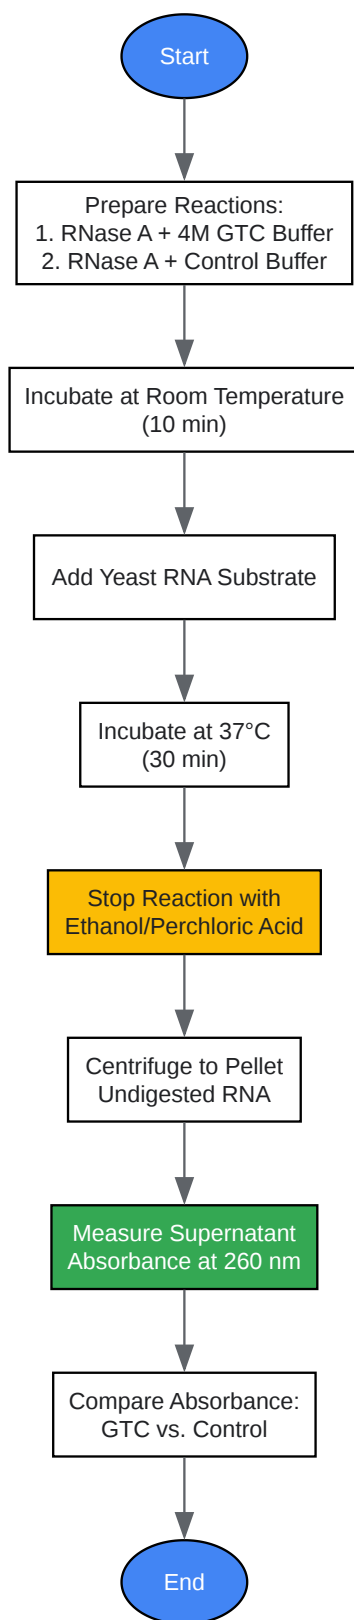 Start
Prepare Reactions:
1. RNase A + 4M GTC Buffer
2. RNase A + Control Buffer
Incubate at Room Temperature
(10 min)
Add Yeast RNA Substrate
Incubate at 37°C
(30 min)
Stop Reaction with
Ethanol/Perchloric Acid
Centrifuge to Pellet
Undigested RNA
Measure Supernatant
Absorbance at 260 nm
Compare Absorbance:
GTC vs. Control
End